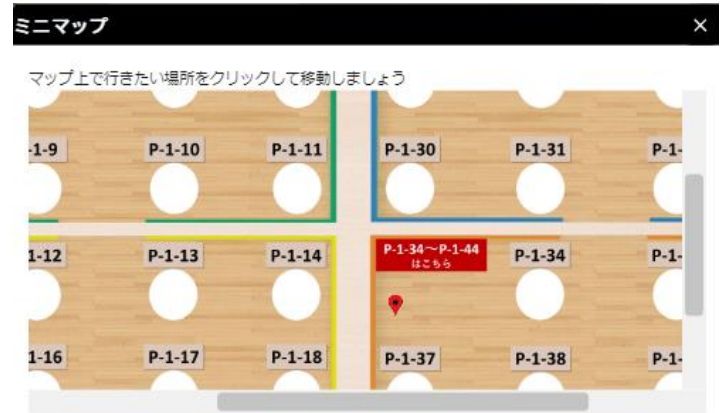 ミニマップ ×
マップ上で行きたい場所をクリックして移動しましょう
-1-9 P-1-10 P-1-11 P-1-30 P-1-31 P-1-
1-12 P-1-13 P-1-14 P-1-34～P-1-44 P-1-34 P-1-
はこちら
1-16 P-1-17 P-1-18 P-1-37 P-1-38 P-1-